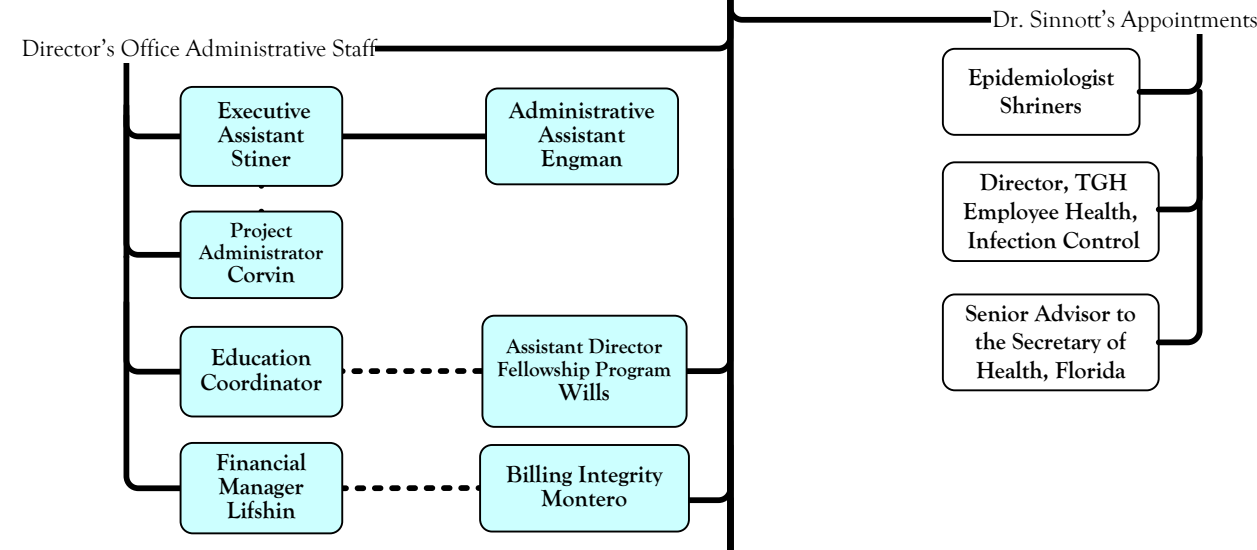 Dr. Sinnott’s Appointments
Director’s Office Administrative Staff
Executive
Assistant
Stiner
Administrative
Assistant
Engman
Epidemiologist
Shriners
Project
Administrator
Corvin
Director, TGH
Employee Health,
Infection Control
Education
Coordinator
Assistant Director
Fellowship Program
Wills
Senior Advisor to
the Secretary of
Health, Florida
Financial
Manager
Lifshin
Billing Integrity
Montero